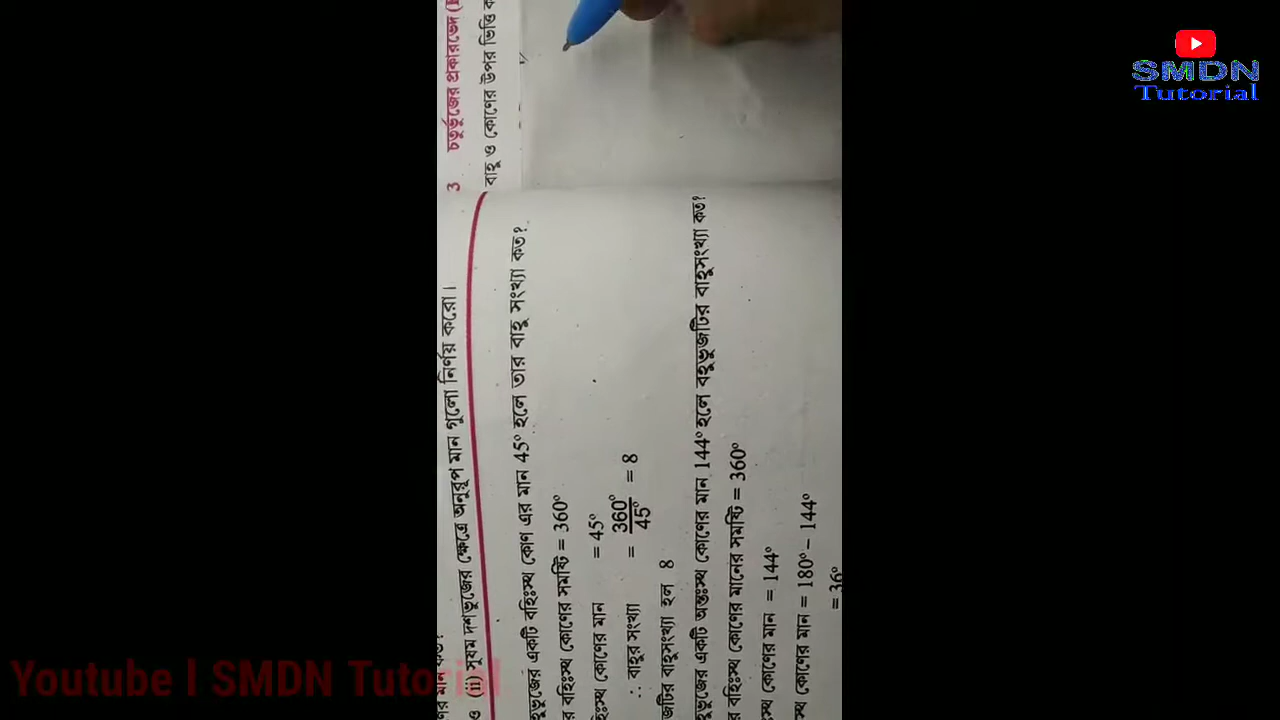 SMDN
Tutorial
3 চতুর্ভুজের প্রকারভেদ
বাহু ও কোণের উপর ভিত্তি
ও (ii) সুষম দশভুজের ক্ষেত্রে অনুরূপ মান গুলো নির্ণয় করো।
একটি বহিঃস্থ কোণ এর মান 45° হলে তার বাহু সংখ্যা কত?
বহিঃস্থ কোণের সমষ্টি = 360°
কোণের মান = 45°
∴ বাহুর সংখ্যা = 360°/45° = 8
বাহুসংখ্যা হল 8
একটি অন্তঃস্থ কোণের মান 144° হলে বহুভুজটির বাহুসংখ্যা কত?
বহিঃস্থ কোণের মানের সমষ্টি = 360°
কোণের মান = 144°
কোণের মান = 180° – 144°
= 36°
Youtube l SMDN Tutorial